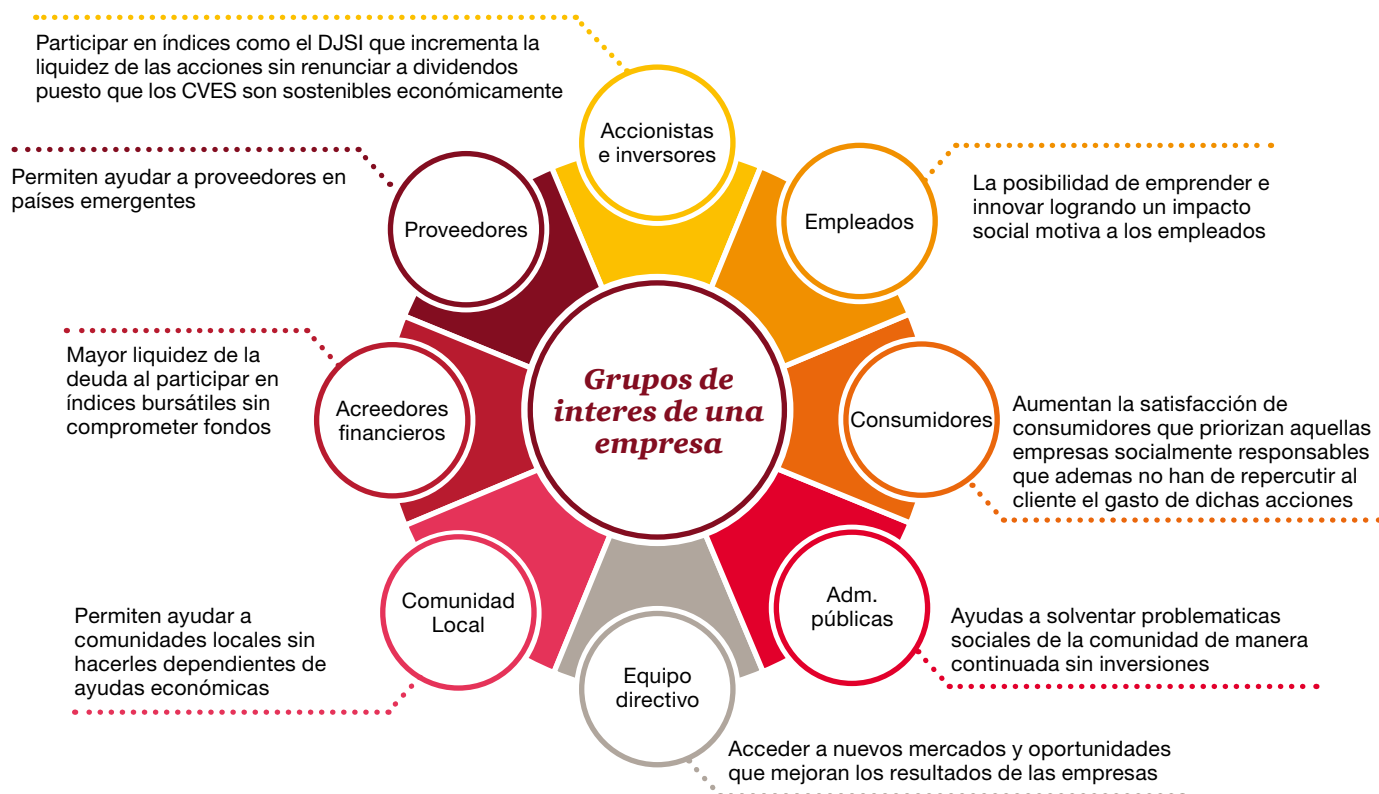 Participar en índices como el DJSI que incrementa la
liquidez de las acciones sin renunciar a dividendos
puesto que los CVES son sostenibles económicamente
Accionistas
e inversores
Permiten ayudar a proveedores en
países emergentes
Proveedores
Empleados
La posibilidad de emprender e
innovar logrando un impacto
social motiva a los empleados
Mayor liquidez de la
deuda al participar en
índices bursátiles sin
comprometer fondos
Acreedores
financieros
Grupos de
interes de una
empresa
Consumidores
Aumentan la satisfacción de
consumidores que priorizan aquellas
empresas socialmente responsables
que ademas no han de repercutir al
cliente el gasto de dichas acciones
Permiten ayudar a
comunidades locales sin
hacerles dependientes de
ayudas económicas
Comunidad
Local
Adm.
públicas
Ayudas a solventar problematicas
sociales de la comunidad de manera
continuada sin inversiones
Equipo
directivo
Acceder a nuevos mercados y oportunidades
que mejoran los resultados de las empresas